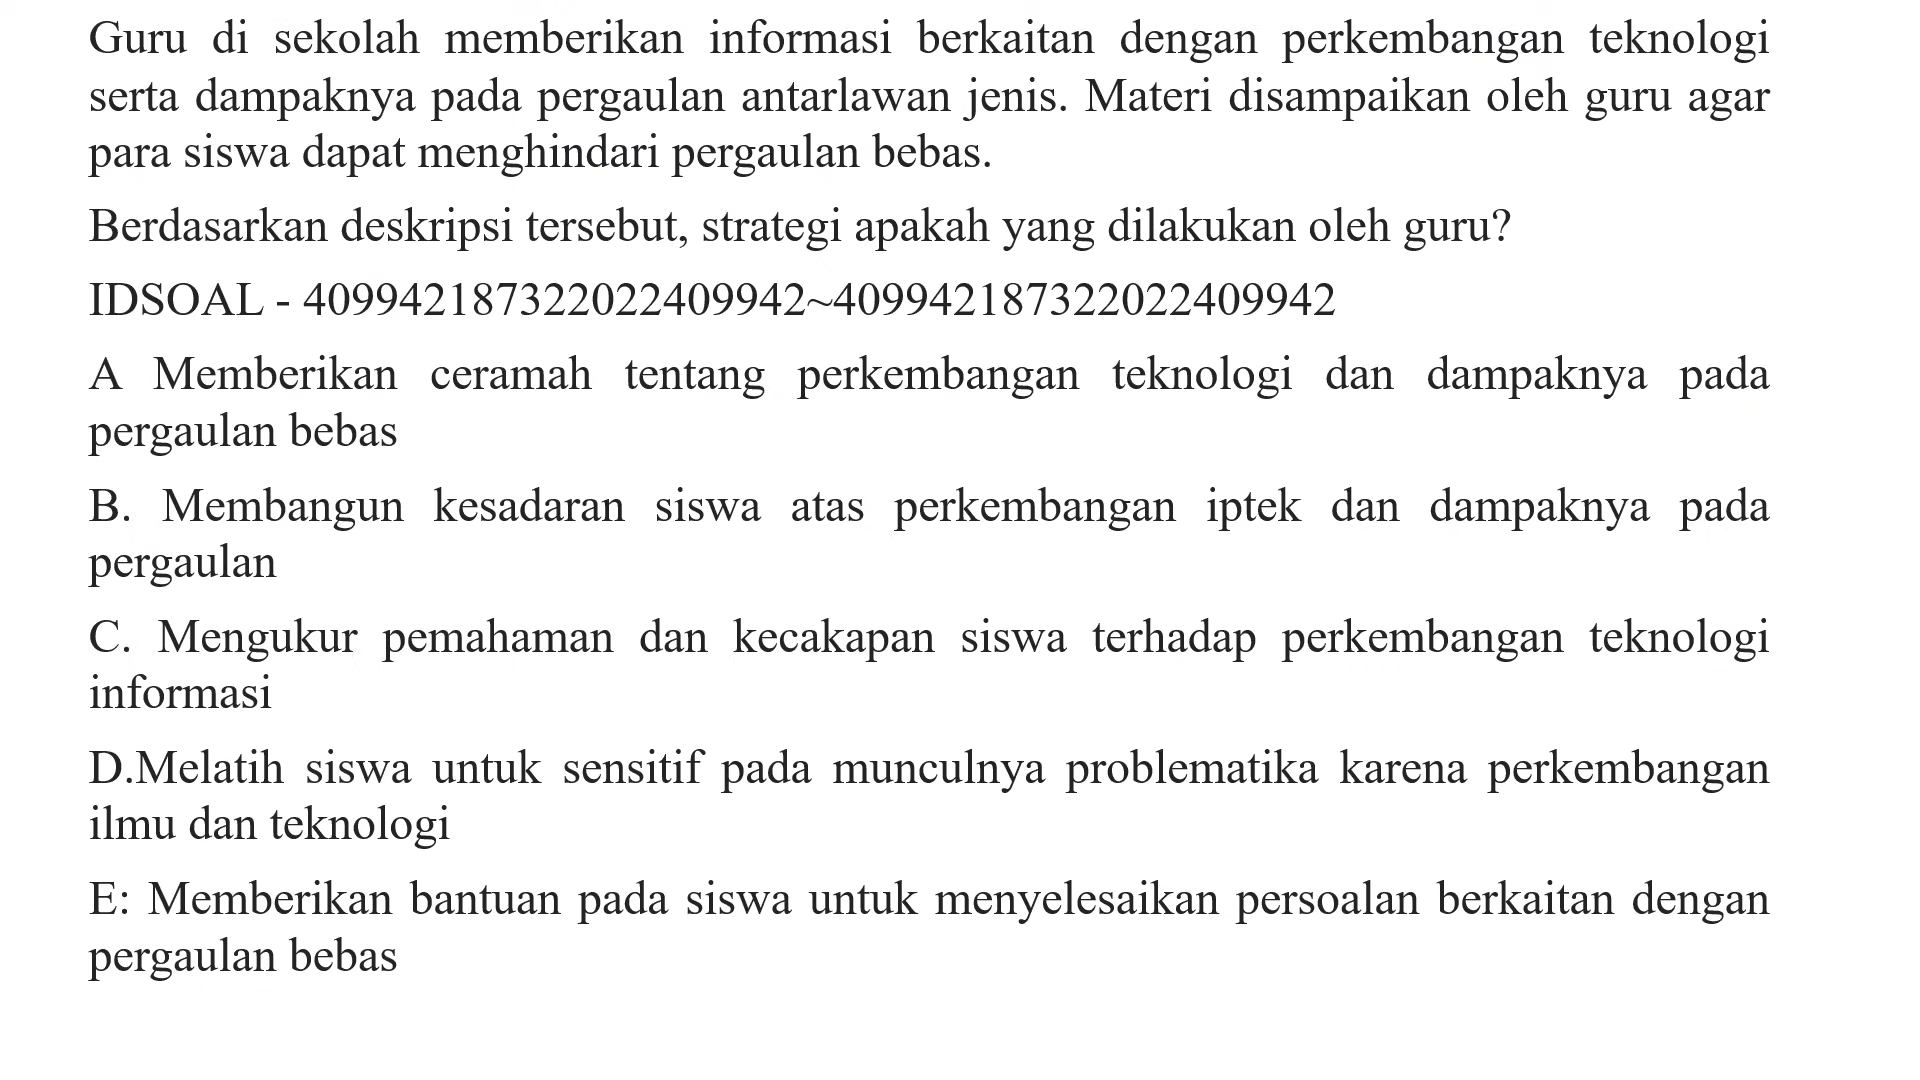 Guru di sekolah memberikan informasi berkaitan dengan perkembangan teknologi
serta dampaknya pada pergaulan antarlawan jenis. Materi disampaikan oleh guru agar
para siswa dapat menghindari pergaulan bebas.
Berdasarkan deskripsi tersebut, strategi apakah yang dilakukan oleh guru?
IDSOAL - 409942187322022409942~409942187322022409942
A Memberikan ceramah tentang perkembangan teknologi dan dampaknya pada
pergaulan bebas
B. Membangun kesadaran siswa atas perkembangan iptek dan dampaknya pada
pergaulan
C. Mengukur pemahaman dan kecakapan siswa terhadap perkembangan teknologi
informasi
D.Melatih siswa untuk sensitif pada munculnya problematika karena perkembangan
ilmu dan teknologi
E: Memberikan bantuan pada siswa untuk menyelesaikan persoalan berkaitan dengan
pergaulan bebas